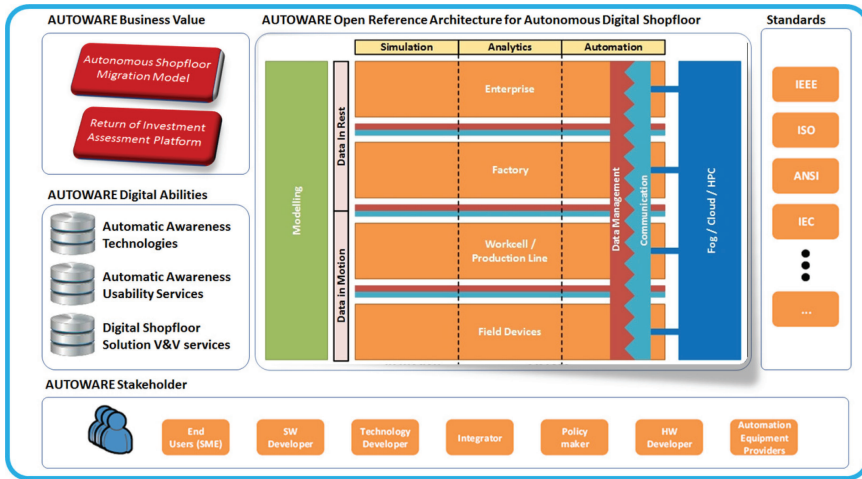 AUTOWARE Business Value
Autonomous Shopfloor
Migration Model
Return of Investment
Assessment Platform
AUTOWARE Digital Abilities
Automatic Awareness
Technologies
Automatic Awareness
Usability Services
Digital Shopfloor
Solution V&V services
AUTOWARE Open Reference Architecture for Autonomous Digital Shopfloor
Simulation
Analytics
Automation
Modelling
Data In Rest
Data in Motion
Enterprise
Factory
Workcell /
Production Line
Field Devices
Data Management
Communication
Fog / Cloud / HPC
Standards
IEEE
ISO
ANSI
IEC
...
AUTOWARE Stakeholder
End
Users (SME)
SW
Developer
Technology
Developer
Integrator
Policy
maker
HW
Developer
Automation
Equipment
Providers